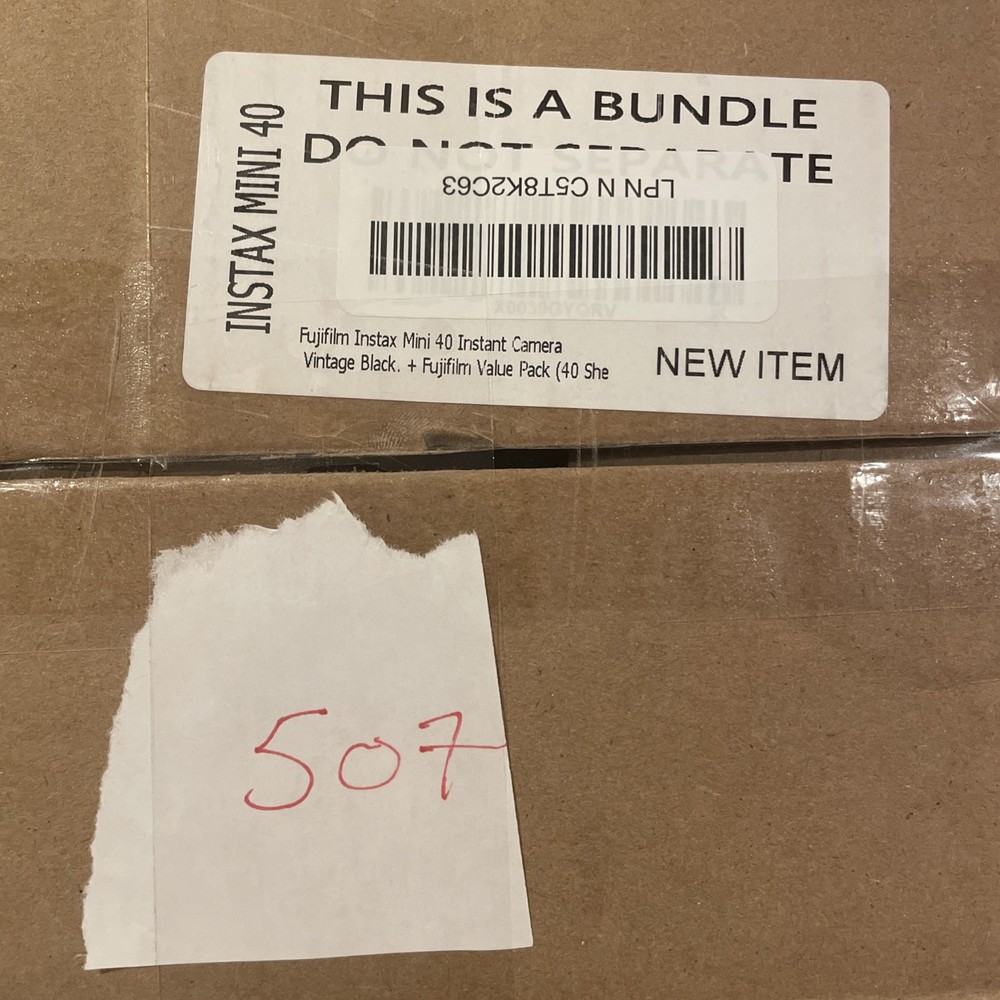 INSTAX MINI 40
THIS IS A BUNDLE
DO NOT SEPARATE
LPN N C5T8K2C63
Fujifilm Instax Mini 40 Instant Camera
Vintage Black. + Fujifilm Value Pack (40 She
NEW ITEM
507